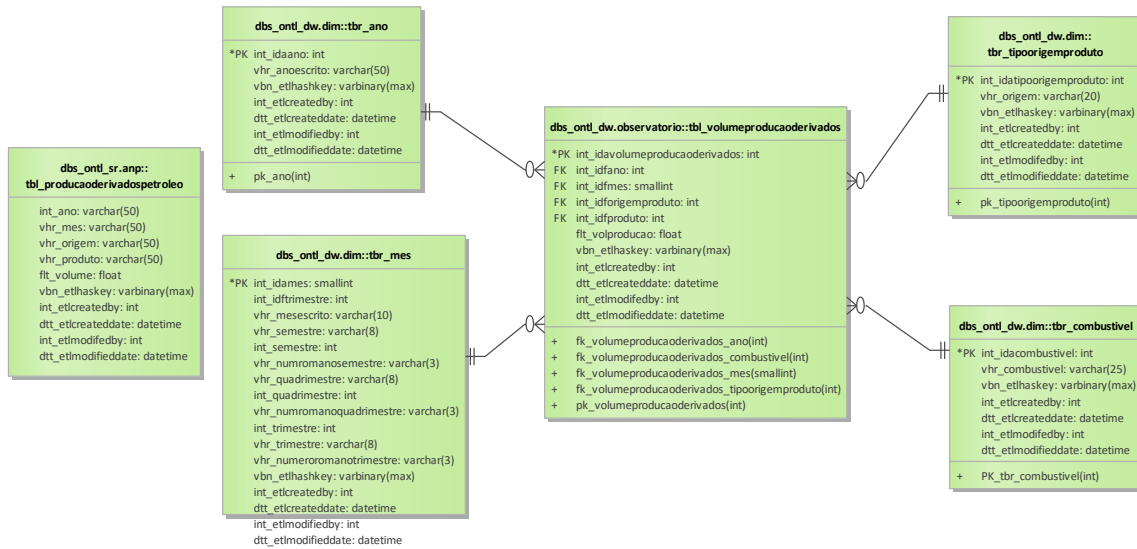 dbs_ontl_sr.anp::
tbl_producaoderivadospetroleo
int_ano: varchar(50)
vhr_mes: varchar(50)
vhr_origem: varchar(50)
vhr_produto: varchar(50)
flt_volume: float
vbn_etlhaskey: varbinary(max)
int_etlcreatedby: int
dtt_etlcreateddate: datetime
int_etlmodifedby: int
dtt_etlmodifieddate: datetime
dbs_ontl_dw.dim::tbr_ano
*PK int_idaano: int
vhr_anoescrito: varchar(50)
vbn_etlhashkey: varbinary(max)
int_etlcreatedby: int
dtt_etlcreateddate: datetime
int_etlmodifiedby: int
dtt_etlmodifieddate: datetime
+ pk_ano(int)
dbs_ontl_dw.dim::tbr_mes
*PK int_idames: smallint
int_idftrimestre: int
vhr_mesescrito: varchar(10)
vhr_semestre: varchar(8)
int_semestre: int
vhr_numromanosemestre: varchar(3)
vhr_quadrimestre: varchar(8)
int_quadrimestre: int
vhr_numromanoquadrimestre: varchar(3)
int_trimestre: int
vhr_trimestre: varchar(8)
vhr_numeroromanotrimestre: varchar(3)
vbn_etlhashkey: varbinary(max)
int_etlcreatedby: int
dtt_etlcreateddate: datetime
int_etlmodifiedby: int
dtt_etlmodifieddate: datetime
dbs_ontl_dw.observatorio::tbl_volumeproducaoderivados
*PK int_idavolumeproducaoderivados: int
FK int_idfano: int
FK int_idfmes: smallint
FK int_idforigemproduto: int
FK int_idfproduto: int
flt_volproducao: float
vbn_etlhaskey: varbinary(max)
int_etlcreatedby: int
dtt_etlcreateddate: datetime
int_etlmodifedby: int
dtt_etlmodifieddate: datetime
+ fk_volumeproducaoderivados_ano(int)
+ fk_volumeproducaoderivados_combustivel(int)
+ fk_volumeproducaoderivados_mes(smallint)
+ fk_volumeproducaoderivados_tipoorigemproduto(int)
+ pk_volumeproducaoderivados(int)
dbs_ontl_dw.dim::
tbr_tipoorigemproduto
*PK int_idatipoorigemproduto: int
vhr_origem: varchar(20)
vbn_etlhaskey: varbinary(max)
int_etlcreatedby: int
dtt_etlcreateddate: datetime
int_etlmodifedby: int
dtt_etlmodifieddate: datetime
+ pk_tipoorigemproduto(int)
dbs_ontl_dw.dim::tbr_combustivel
*PK int_idacombustivel: int
vhr_combustivel: varchar(25)
vbn_etlhaskey: varbinary(max)
int_etlcreatedby: int
dtt_etlcreateddate: datetime
int_etlmodifedby: int
dtt_etlmodifieddate: datetime
+ PK_tbr_combustivel(int)